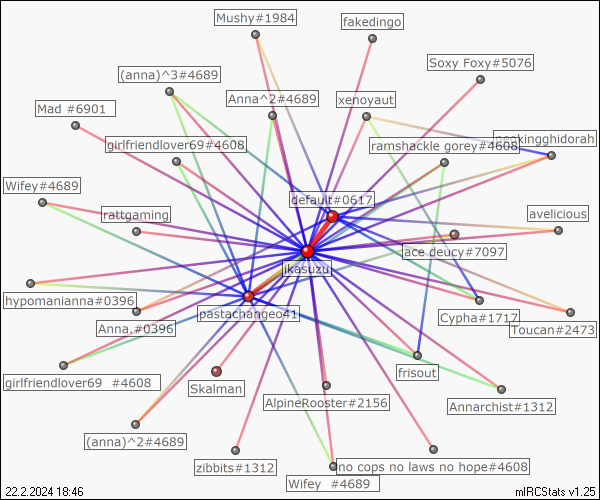 Mushy#1984
fakedingo
Soxy Foxy#5076
(anna)^3#4689
Anna^2#4689
xenoyaut
Mad #6901
girlfriendlover69#4608
ramshackle gorey#4608
peekingghidorah
Wifey#4689
default#0617
rattgaming
avelicious
ace deucy#7097
jikasuzu
hypomanianna#0396
pastachangeo41
Cypha#1717
Anna.#0396
Toucan#2473
frisout
girlfriendlover69 #4608
Skalman
AlpineRooster#2156
Annarchist#1312
(anna)^2#4689
zibbits#1312
no cops no laws no hope#4608
Wifey #4689
22.2.2024 18:46
mIRCStats v1.25